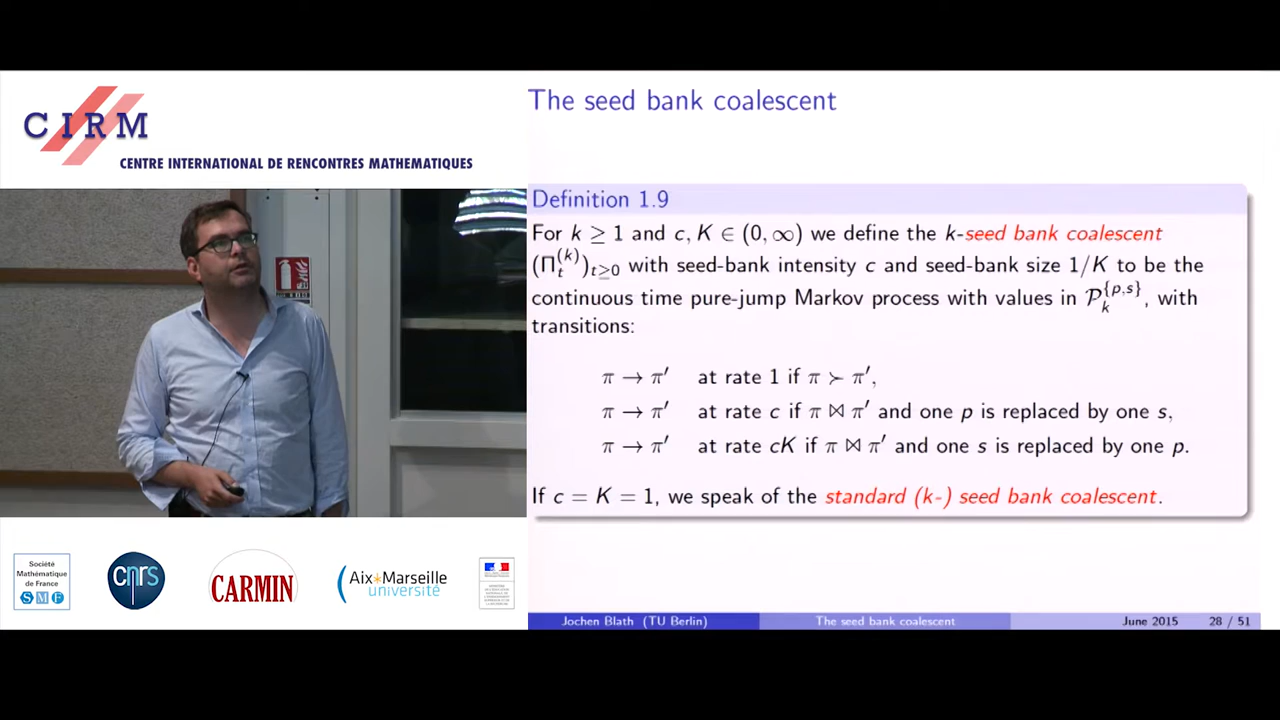 CIRM
CENTRE INTERNATIONAL DE RENCONTRES MATHEMATIQUES
The seed bank coalescent
Definition 1.9
For k ≥ 1 and c, K ∈ (0, ∞) we define the k-seed bank coalescent
(Π_t^{(k)})_{t≥0} with seed-bank intensity c and seed-bank size 1/K to be the
continuous time pure-jump Markov process with values in 𝒫_k^{{p,s}}, with
transitions:
π → π′ at rate 1 if π ≻ π′,
π → π′ at rate c if π ⋈ π′ and one p is replaced by one s,
π → π′ at rate cK if π ⋈ π′ and one s is replaced by one p.
If c = K = 1, we speak of the standard (k-) seed bank coalescent.
Société
Mathématique
de France
SMF
cnrs
CARMIN
Aix*Marseille
université
Jochen Blath (TU Berlin) The seed bank coalescent June 2015 28 / 51